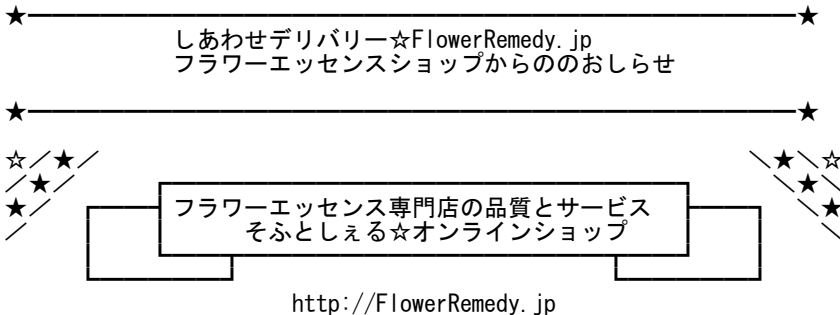 しあわせデリバリー☆FlowerRemedy.jp
フラワーエッセンスショップからののおしらせ
フラワーエッセンス専門店の品質とサービス
そふとしぇる☆オンラインショップ
http://FlowerRemedy.jp